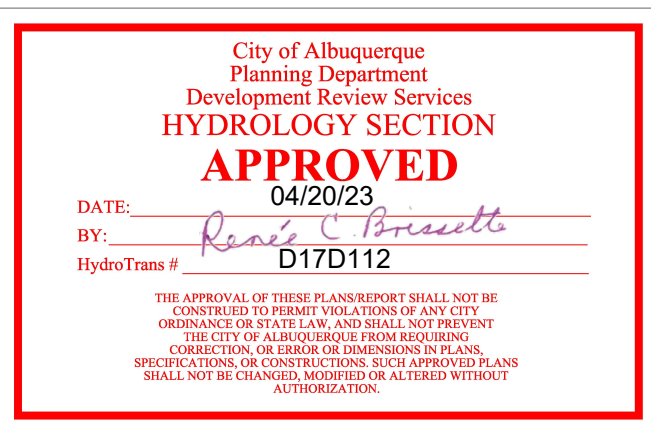 City of Albuquerque
Planning Department
Development Review Services
HYDROLOGY SECTION
APPROVED
DATE: 04/20/23
BY: Renée C. Brissette
HydroTrans # D17D112
THE APPROVAL OF THESE PLANS/REPORT SHALL NOT BE
CONSTRUED TO PERMIT VIOLATIONS OF ANY CITY
ORDINANCE OR STATE LAW, AND SHALL NOT PREVENT
THE CITY OF ALBUQUERQUE FROM REQUIRING
CORRECTION, OR ERROR OR DIMENSIONS IN PLANS,
SPECIFICATIONS, OR CONSTRUCTIONS. SUCH APPROVED PLANS
SHALL NOT BE CHANGED, MODIFIED OR ALTERED WITHOUT
AUTHORIZATION.